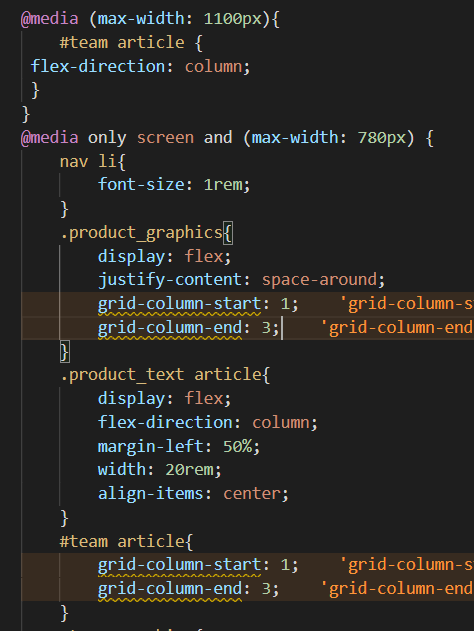 @media (max-width: 1100px){
#team article {
flex-direction: column;
}
}
@media only screen and (max-width: 780px) {
nav li{
font-size: 1rem;
}
.product_graphics{
display: flex;
justify-content: space-around;
grid-column-start: 1; 'grid-column-s
grid-column-end: 3; 'grid-column-end
}
.product_text article{
display: flex;
flex-direction: column;
margin-left: 50%;
width: 20rem;
align-items: center;
}
#team article{
grid-column-start: 1; 'grid-column-s
grid-column-end: 3; 'grid-column-end
}